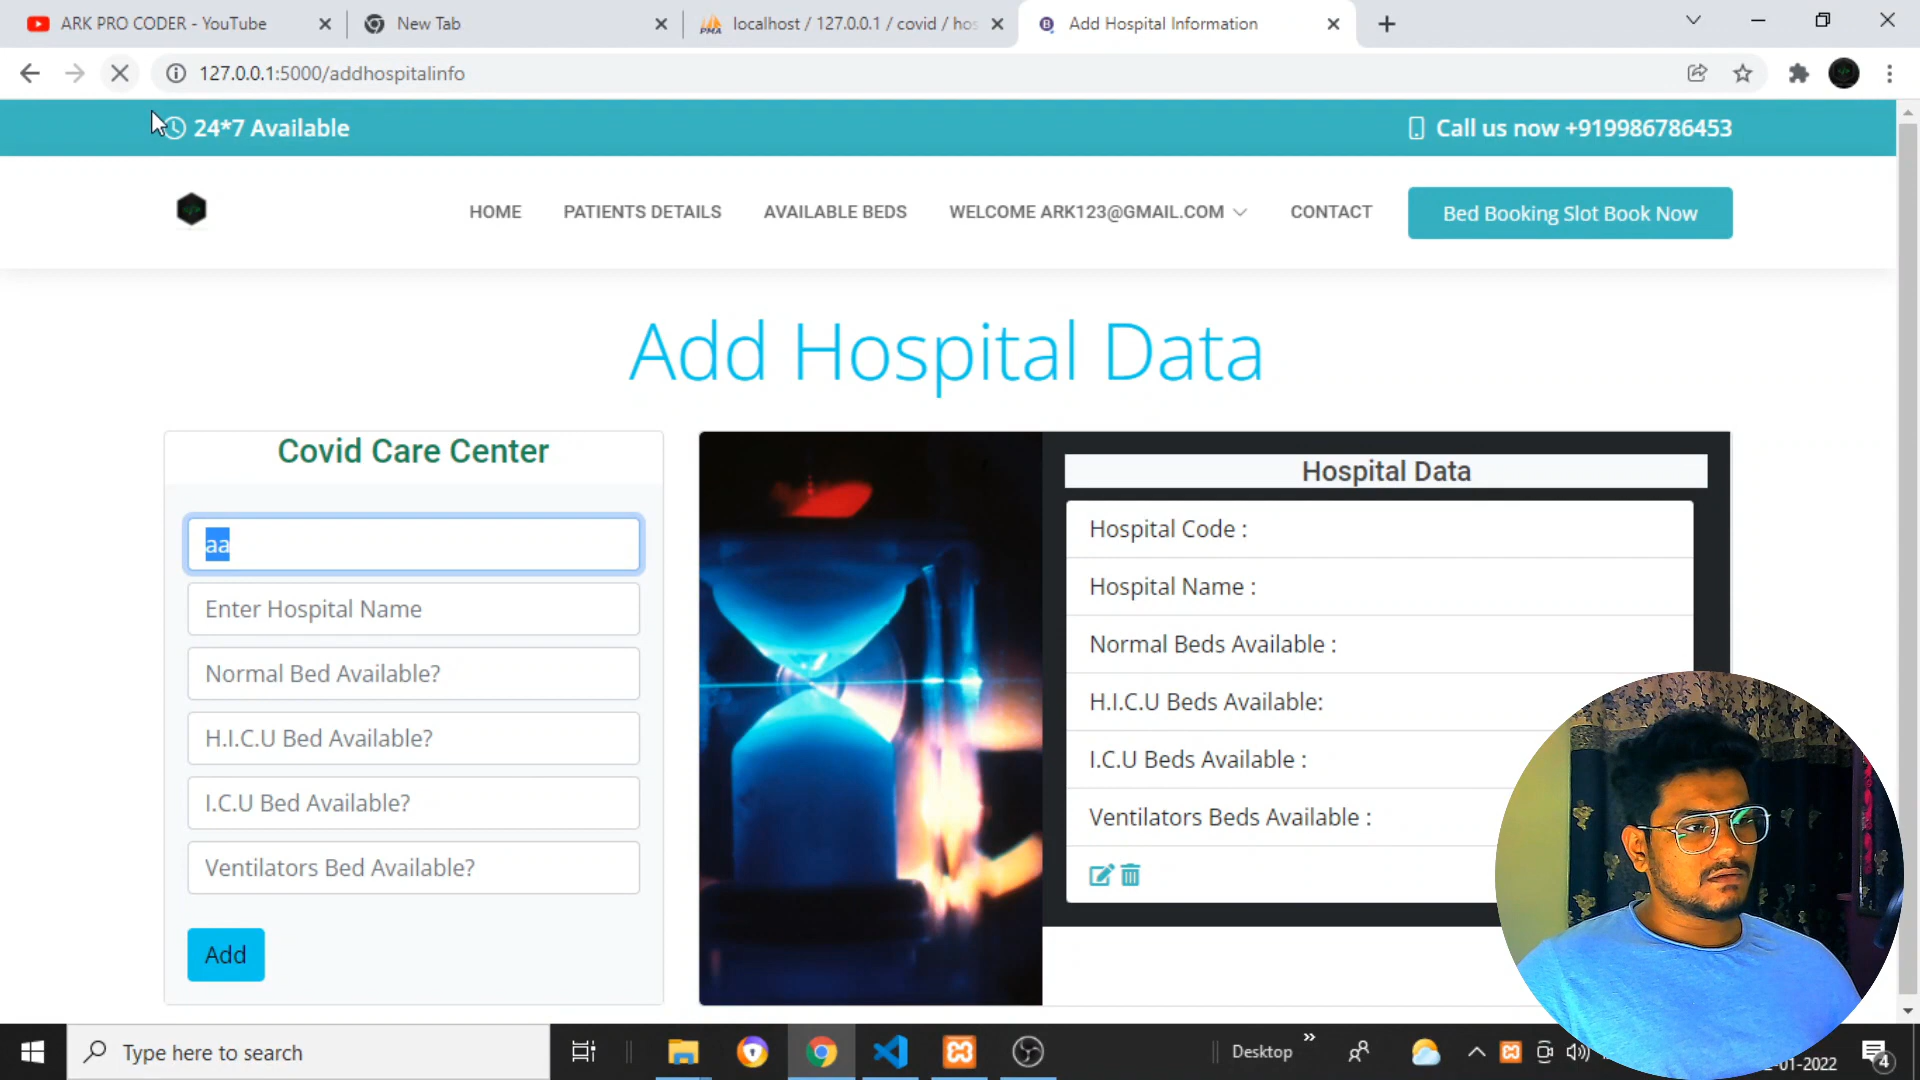 ARK PRO CODER - YouTube
New Tab
localhost / 127.0.0.1 / covid / hos
Add Hospital Information
127.0.0.1:5000/addhospitalinfo
24*7 Available
Call us now +919986786453
HOME
PATIENTS DETAILS
AVAILABLE BEDS
WELCOME ARK123@GMAIL.COM
CONTACT
Bed Booking Slot Book Now
Add Hospital Data
Covid Care Center
aa
Enter Hospital Name
Normal Bed Available?
H.I.C.U Bed Available?
I.C.U Bed Available?
Ventilators Bed Available?
Add
Hospital Data
Hospital Code :
Hospital Name :
Normal Beds Available :
H.I.C.U Beds Available:
I.C.U Beds Available :
Ventilators Beds Available :
Type here to search
Desktop
-01-2022
4